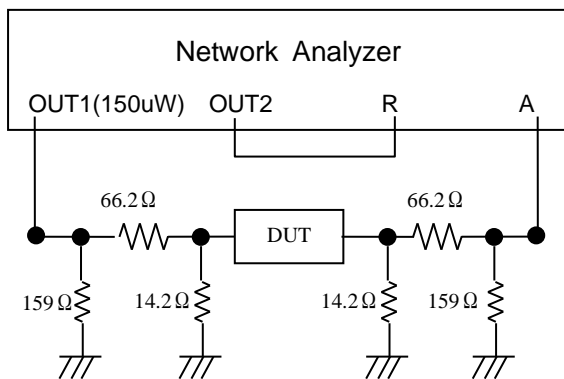 Network Analyzer
OUT1(150uW) OUT2 R A
66.2Ω 66.2Ω
DUT
159Ω 14.2Ω 14.2Ω 159Ω